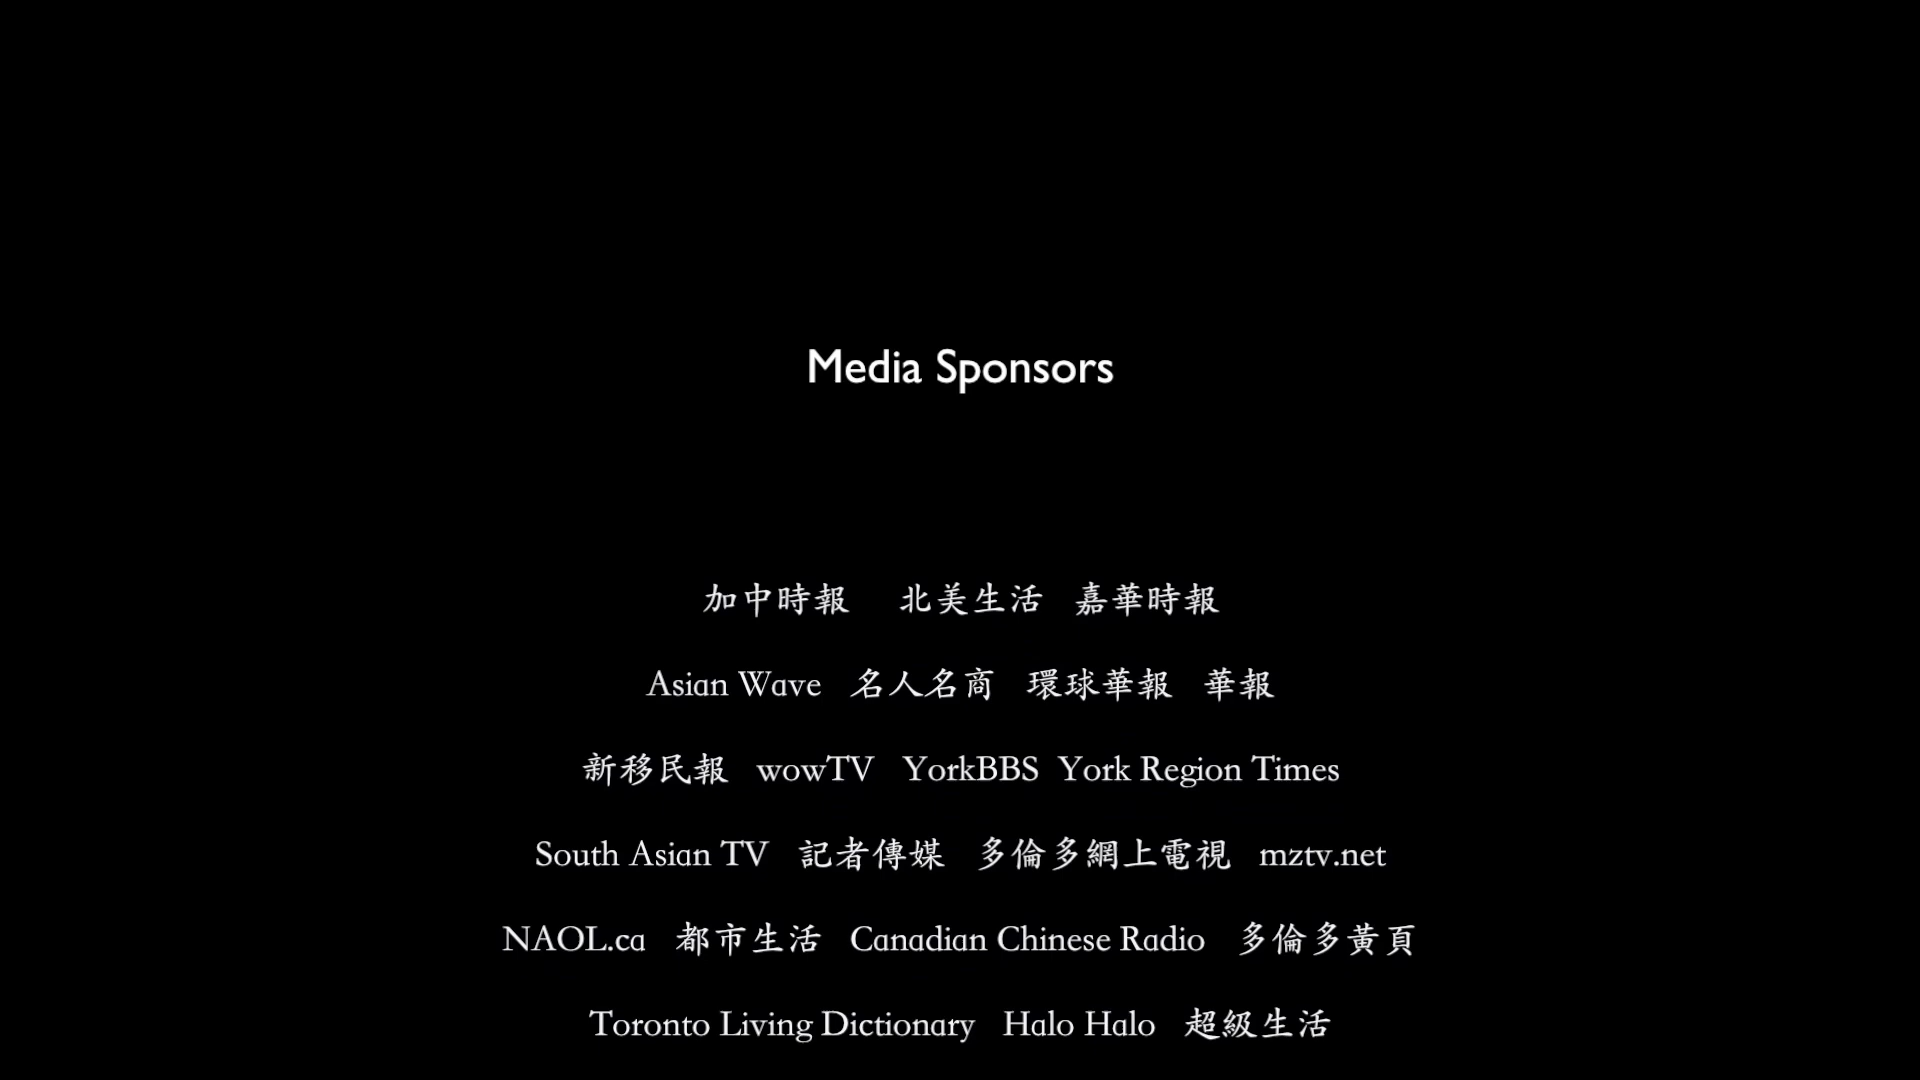 Media Sponsors
加中時報 北美生活 嘉華時報
Asian Wave 名人名商 環球華報 華報
新移民報 wowTV YorkBBS York Region Times
South Asian TV 記者傳媒 多倫多網上電視 mztv.net
NAOL.ca 都市生活 Canadian Chinese Radio 多倫多黃頁
Toronto Living Dictionary Halo Halo 超級生活